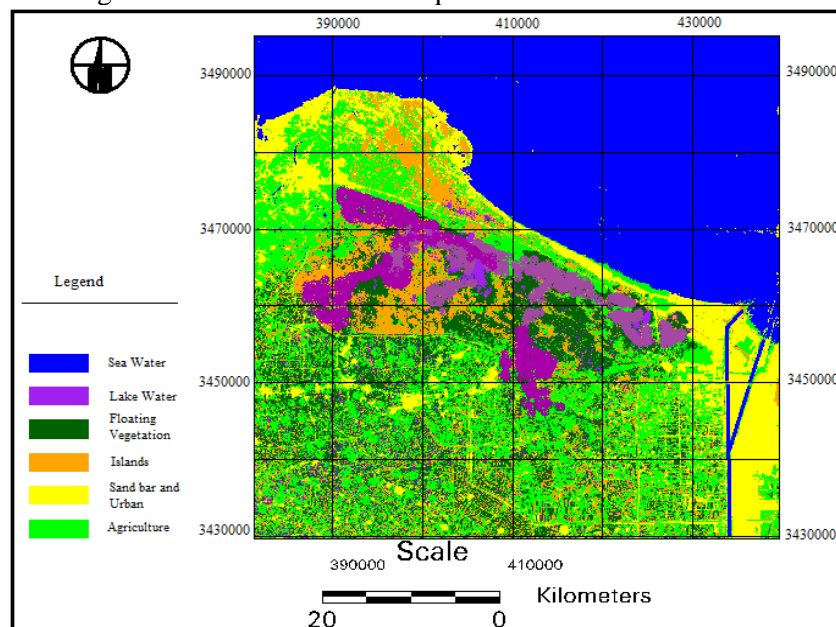 390000 410000 430000
3490000 3490000
3470000 3470000
Legend
Sea Water
Lake Water
3450000 3450000
Floating
Vegetation
Islands
Sand bar and
Urban
Agriculture
3430000 3430000
Scale
390000 410000
Kilometers
20 0